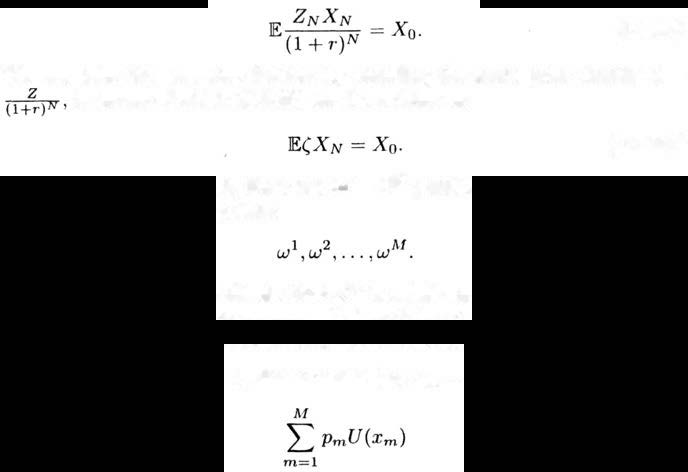 𝔼 Z_N X_N / (1 + r)^N = X_0.
Z / (1+r)^N ,
𝔼ζX_N = X_0.
ω^1, ω^2, . . . , ω^M.
∑_{m=1}^{M} p_m U(x_m)